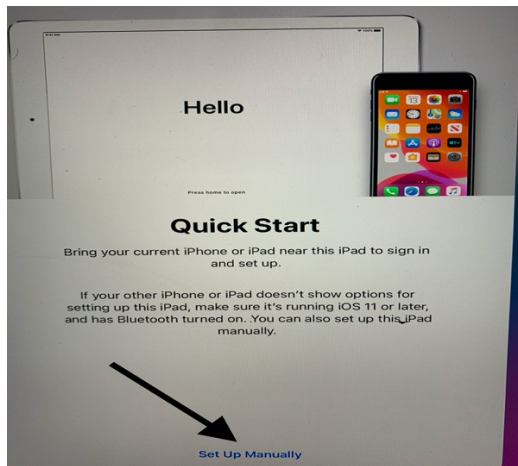 100%
Hello
Press home to open
13
Quick Start
Bring your current iPhone or iPad near this iPad to sign in
and set up.
If your other iPhone or iPad doesn't show options for
setting up this iPad, make sure it's running iOS 11 or later,
and has Bluetooth turned on. You can also set up this iPad
manually.
Set Up Manually